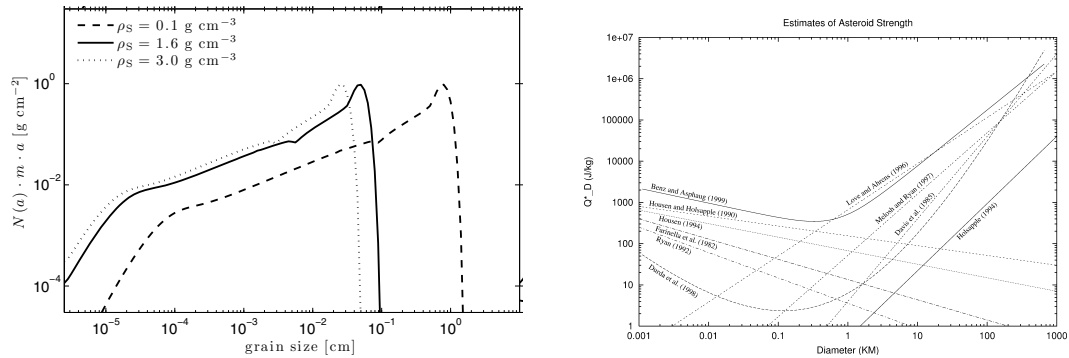 ρS = 0.1 g cm−3
ρS = 1.6 g cm−3
ρS = 3.0 g cm−3
N(a) · m · a [g cm−2]
10^0
10^−2
10^−4
10^−5
10^−4
10^−3
10^−2
10^−1
10^0
grain size [cm]
Estimates of Asteroid Strength
Q*_D (J/kg)
1e+07
1e+06
100000
10000
1000
100
10
1
Benz and Asphaug (1999)
Housen and Holsapple (1990)
Housen (1994)
Farinella et al. (1982)
Ryan (1992)
Durda et al. (1998)
Love and Ahrens (1996)
Melosh and Ryan (1997)
Davis et al. (1985)
Holsapple (1994)
0.001
0.01
0.1
1
10
100
1000
Diameter (KM)